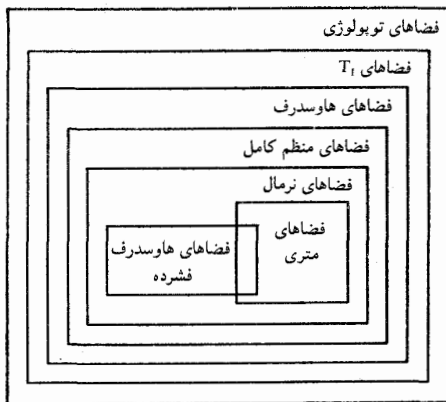 فضاهای توپولوژی
فضاهای T₁
فضاهای هاوسدرف
فضاهای منظم کامل
فضاهای نرمال
فضاهای
متری
فضاهای هاوسدرف
فشرده